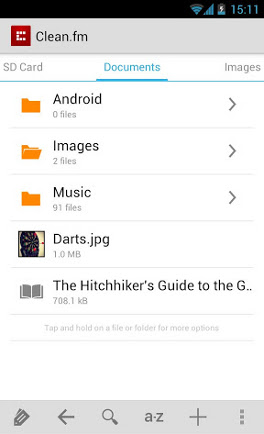 15:11
Clean.fm
SD Card Documents Images
Android
0 files
Images
2 files
Music
91 files
Darts.jpg
1.0 MB
The Hitchhiker's Guide to the G..
708.1 kB
Tap and hold on a file or folder for more options
a-z